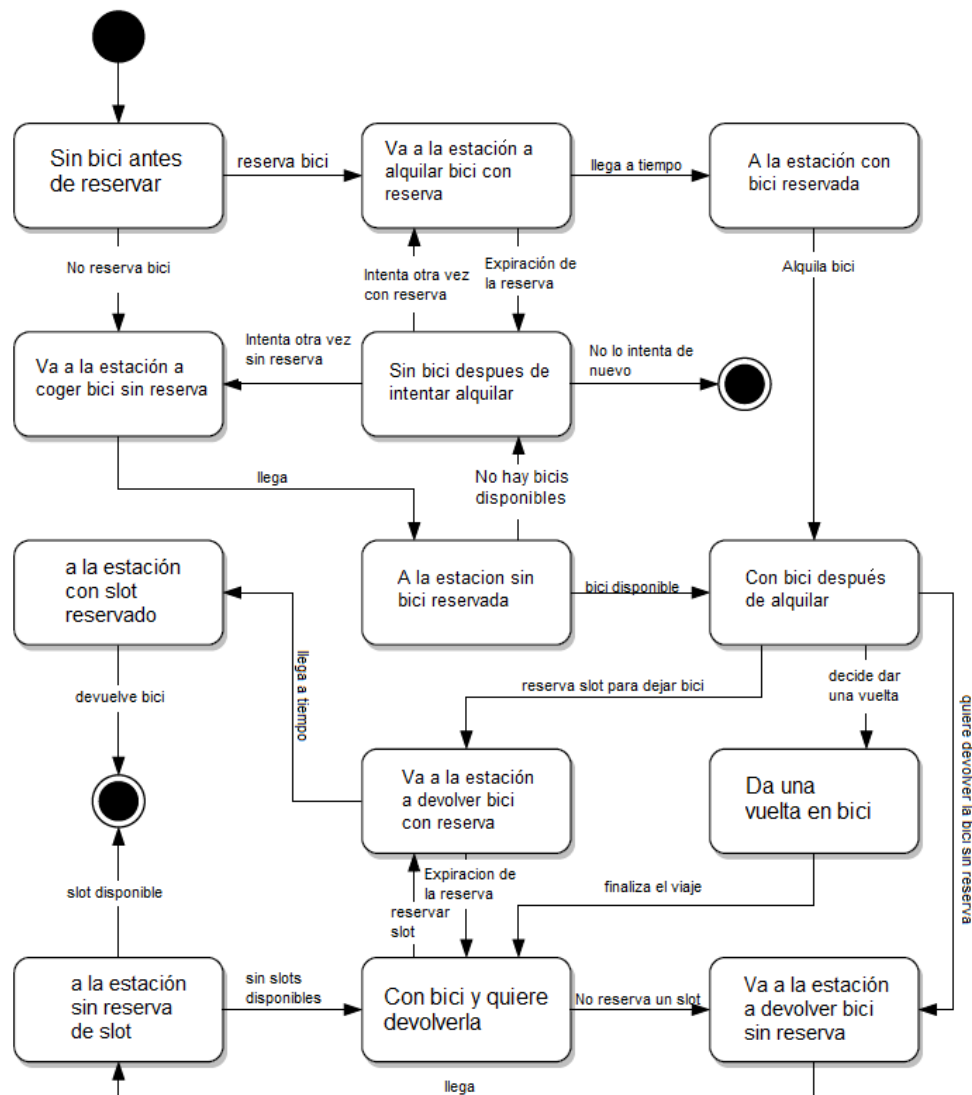 Sin bici antes
de reservar
reserva bici
Va a la estación a
alquilar bici con
reserva
llega a tiempo
A la estación con
bici reservada
No reserva bici
Intenta otra vez
con reserva
Expiración de
la reserva
Alquila bici
Va a la estación a
coger bici sin reserva
Intenta otra vez
sin reserva
Sin bici despues de
intentar alquilar
No lo intenta de
nuevo
llega
No hay bicis
disponibles
a la estación
con slot
reservado
A la estacion sin
bici reservada
bici disponible
Con bici después
de alquilar
devuelve bici
llega a tiempo
reserva slot para dejar bici
decide dar
una vuelta
quiere devolver la bici sin reserva
Va a la estación
a devolver bici
con reserva
Da una
vuelta en bici
slot disponible
reservar
slot
Expiracion de
la reserva
finaliza el viaje
a la estación
sin reserva
de slot
sin slots
disponibles
Con bici y quiere
devolverla
No reserva un slot
Va a la estación
a devolver bici
sin reserva
llega